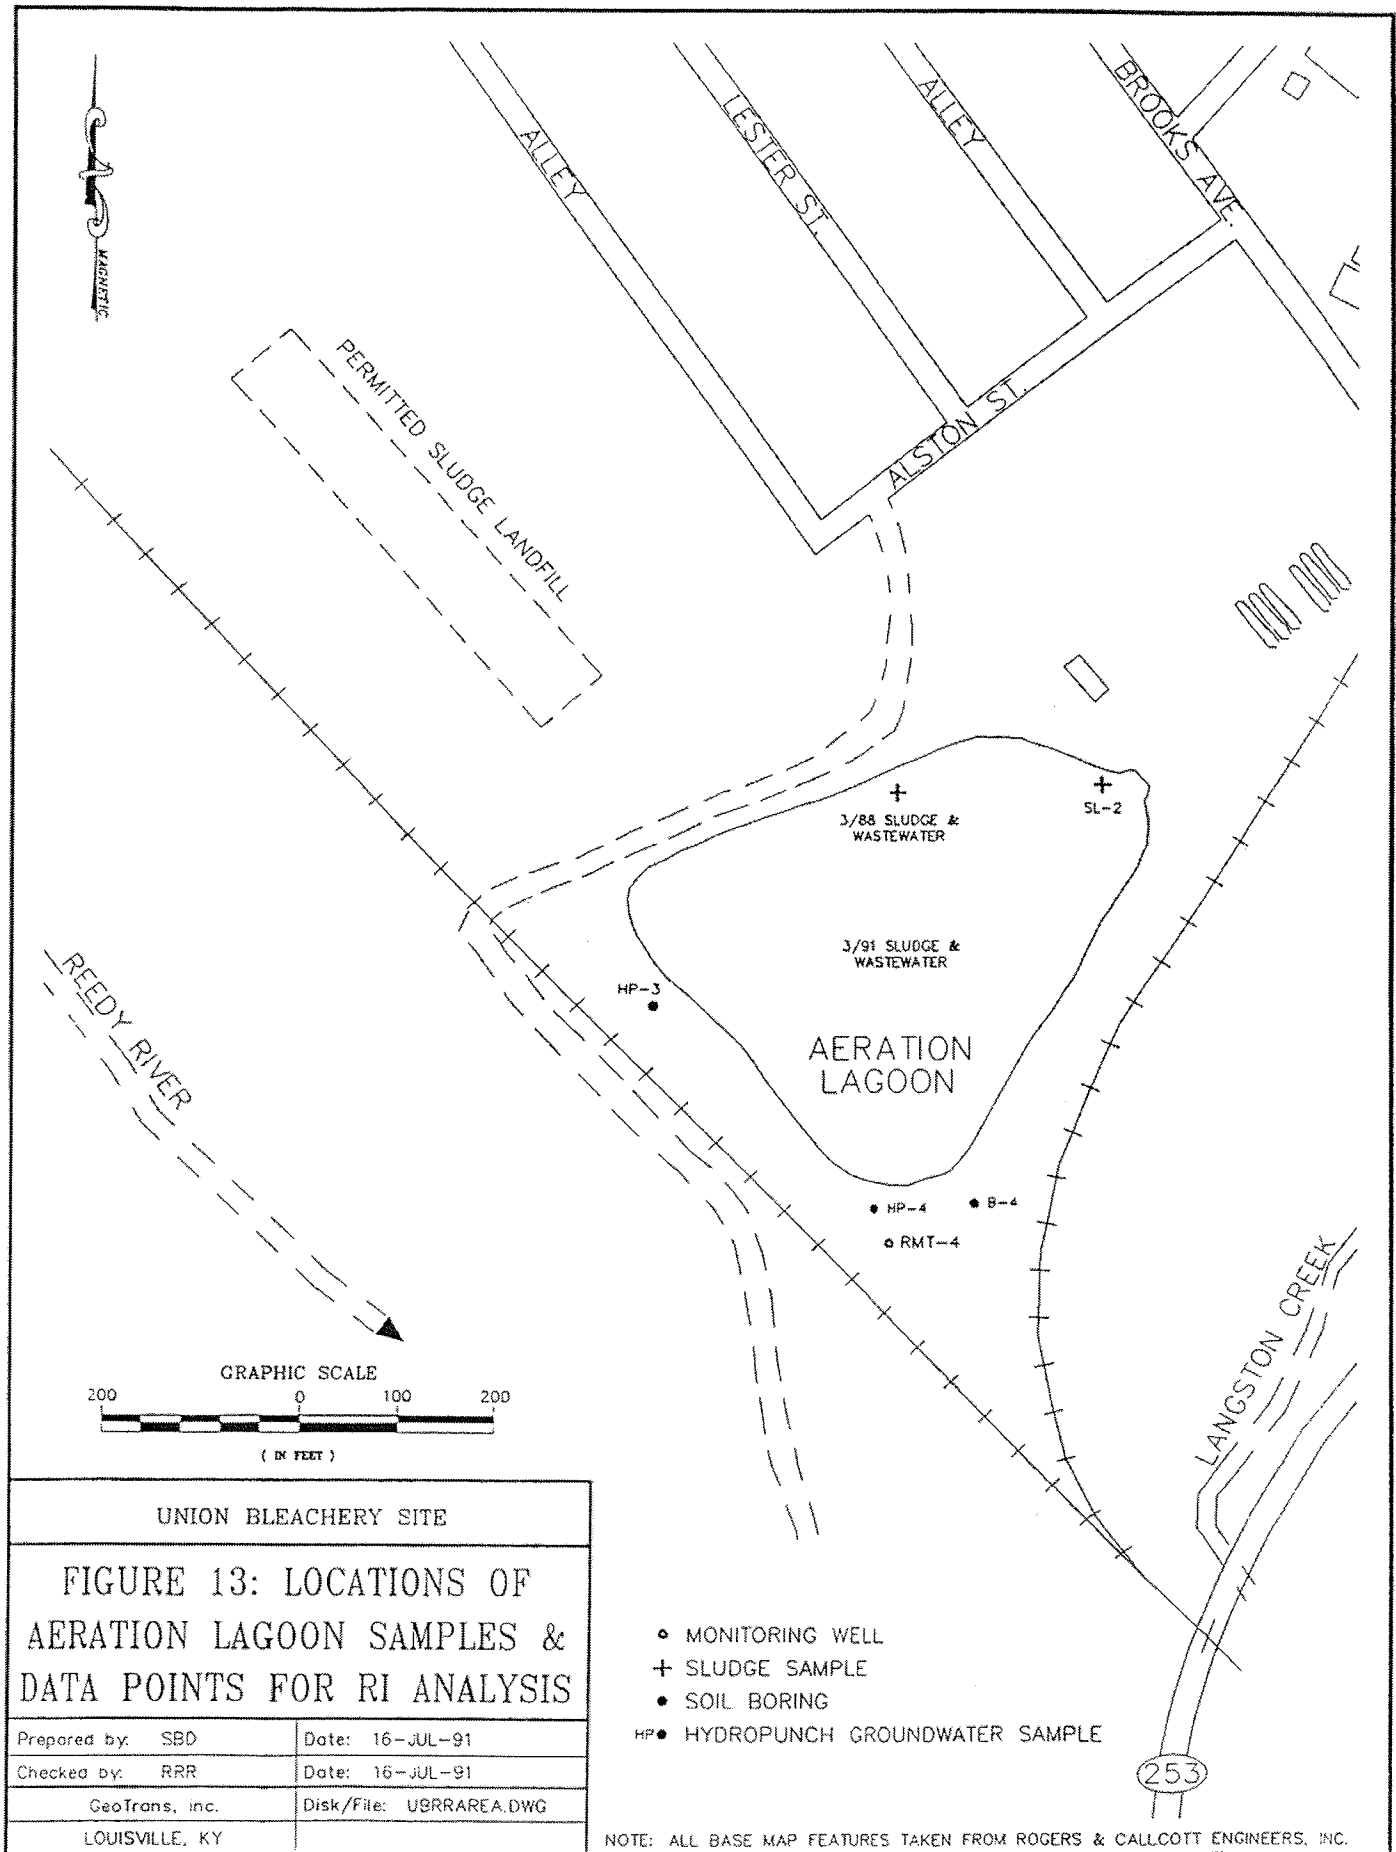 MAGNETIC
ALLEY
LESTER ST.
ALLEY
BROOKS AVE.
PERMITTED SLUDGE LANDFILL
ALSTON ST.
3/88 SLUDGE &
WASTEWATER
SL-2
3/91 SLUDGE &
WASTEWATER
HP-3
REEDY RIVER
AERATION
LAGOON
HP-4
B-4
RMT-4
LANGSTON CREEK
GRAPHIC SCALE
200 0 100 200
( IN FEET )
UNION BLEACHERY SITE
FIGURE 13: LOCATIONS OF
AERATION LAGOON SAMPLES &
DATA POINTS FOR RI ANALYSIS
Prepared by: SBD Date: 16-JUL-91
Checked by: RRR Date: 16-JUL-91
GeoTrans, inc. Disk/File: UBRRAREA.DWG
LOUISVILLE, KY
MONITORING WELL
SLUDGE SAMPLE
SOIL BORING
HP HYDROPUNCH GROUNDWATER SAMPLE
253
NOTE: ALL BASE MAP FEATURES TAKEN FROM ROGERS & CALLCOTT ENGINEERS, INC.